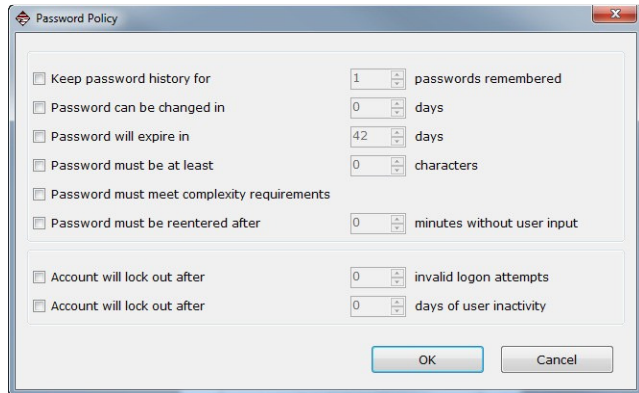 Password Policy
Keep password history for 1 passwords remembered
Password can be changed in 0 days
Password will expire in 42 days
Password must be at least 0 characters
Password must meet complexity requirements
Password must be reentered after 0 minutes without user input
Account will lock out after 0 invalid logon attempts
Account will lock out after 0 days of user inactivity
OK Cancel